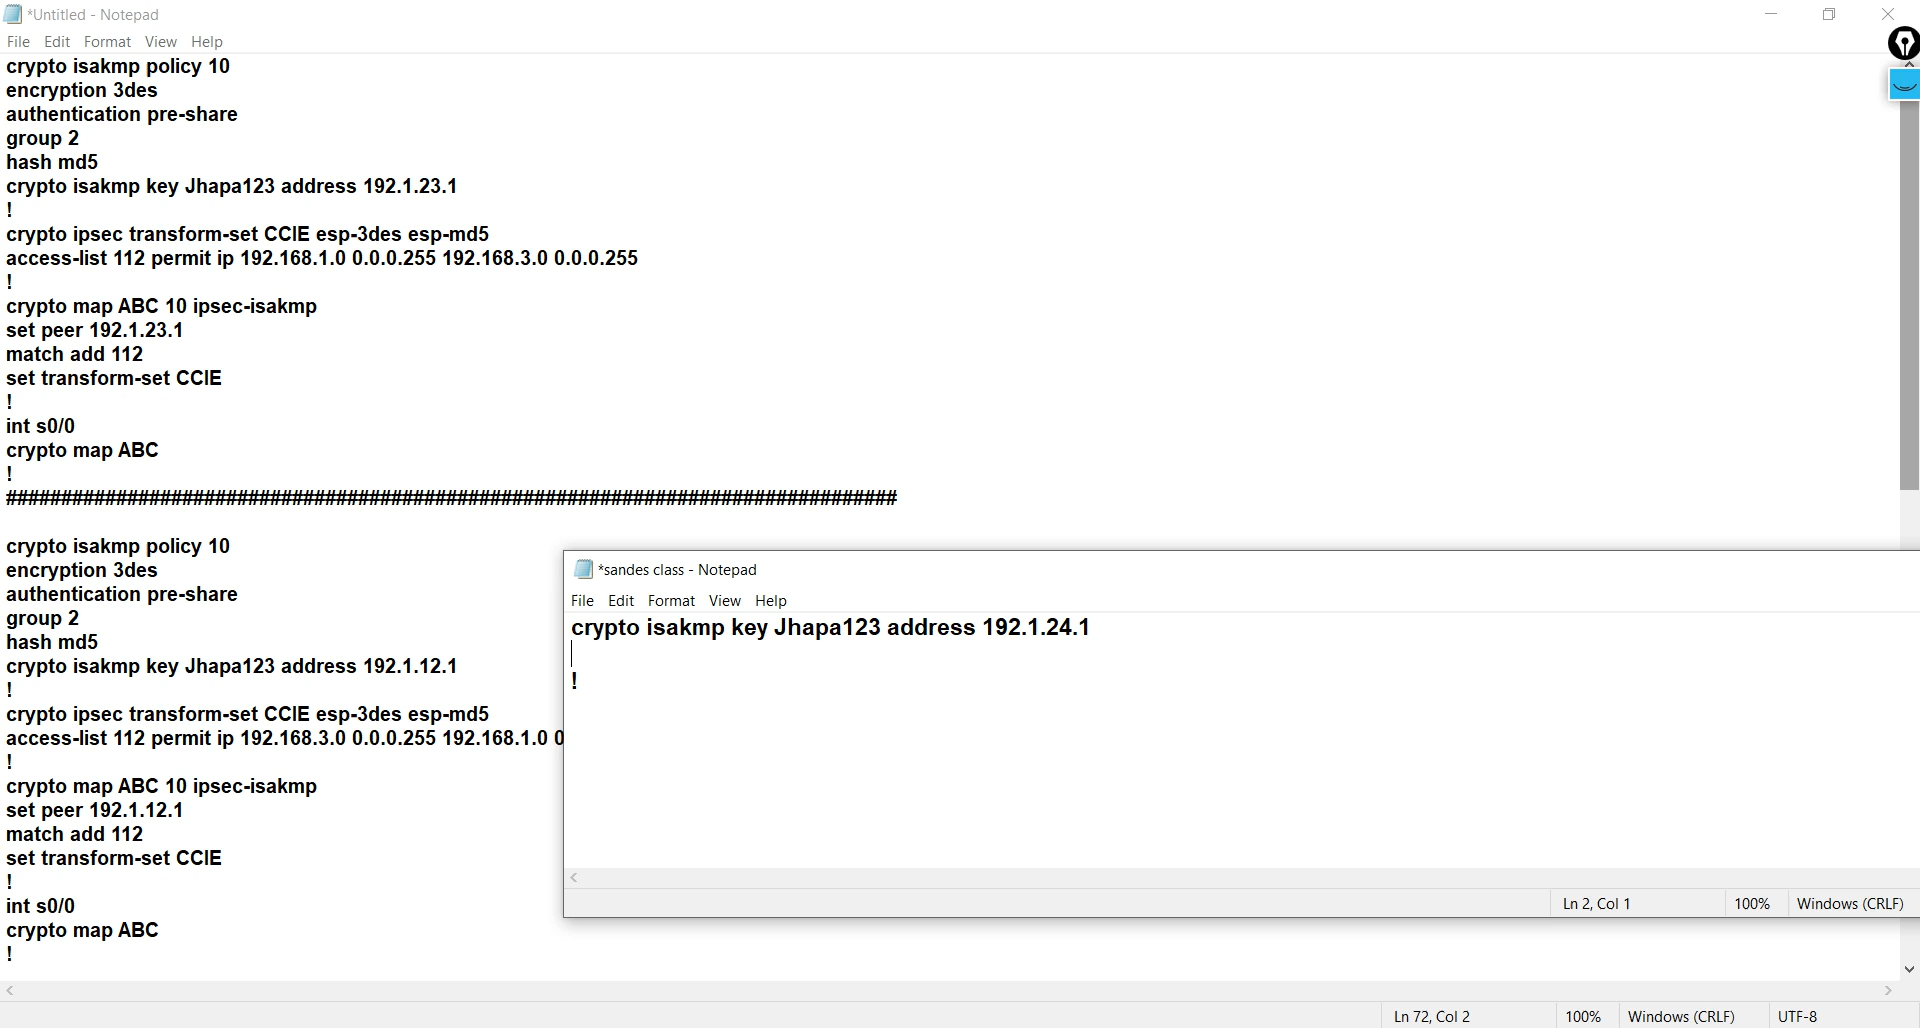 *Untitled - Notepad
File Edit Format View Help
crypto isakmp policy 10
encryption 3des
authentication pre-share
group 2
hash md5
crypto isakmp key Jhapa123 address 192.1.23.1
!
crypto ipsec transform-set CCIE esp-3des esp-md5
access-list 112 permit ip 192.168.1.0 0.0.0.255 192.168.3.0 0.0.0.255
!
crypto map ABC 10 ipsec-isakmp
set peer 192.1.23.1
match add 112
set transform-set CCIE
!
int s0/0
crypto map ABC
!
#################################################################################
crypto isakmp policy 10
encryption 3des
authentication pre-share
group 2
hash md5
crypto isakmp key Jhapa123 address 192.1.12.1
!
crypto ipsec transform-set CCIE esp-3des esp-md5
access-list 112 permit ip 192.168.3.0 0.0.0.255 192.168.1.0 0
!
crypto map ABC 10 ipsec-isakmp
set peer 192.1.12.1
match add 112
set transform-set CCIE
!
int s0/0
crypto map ABC
!
*sandes class - Notepad
File Edit Format View Help
crypto isakmp key Jhapa123 address 192.1.24.1
!
Ln 2, Col 1 100% Windows (CRLF)
Ln 72, Col 2 100% Windows (CRLF) UTF-8